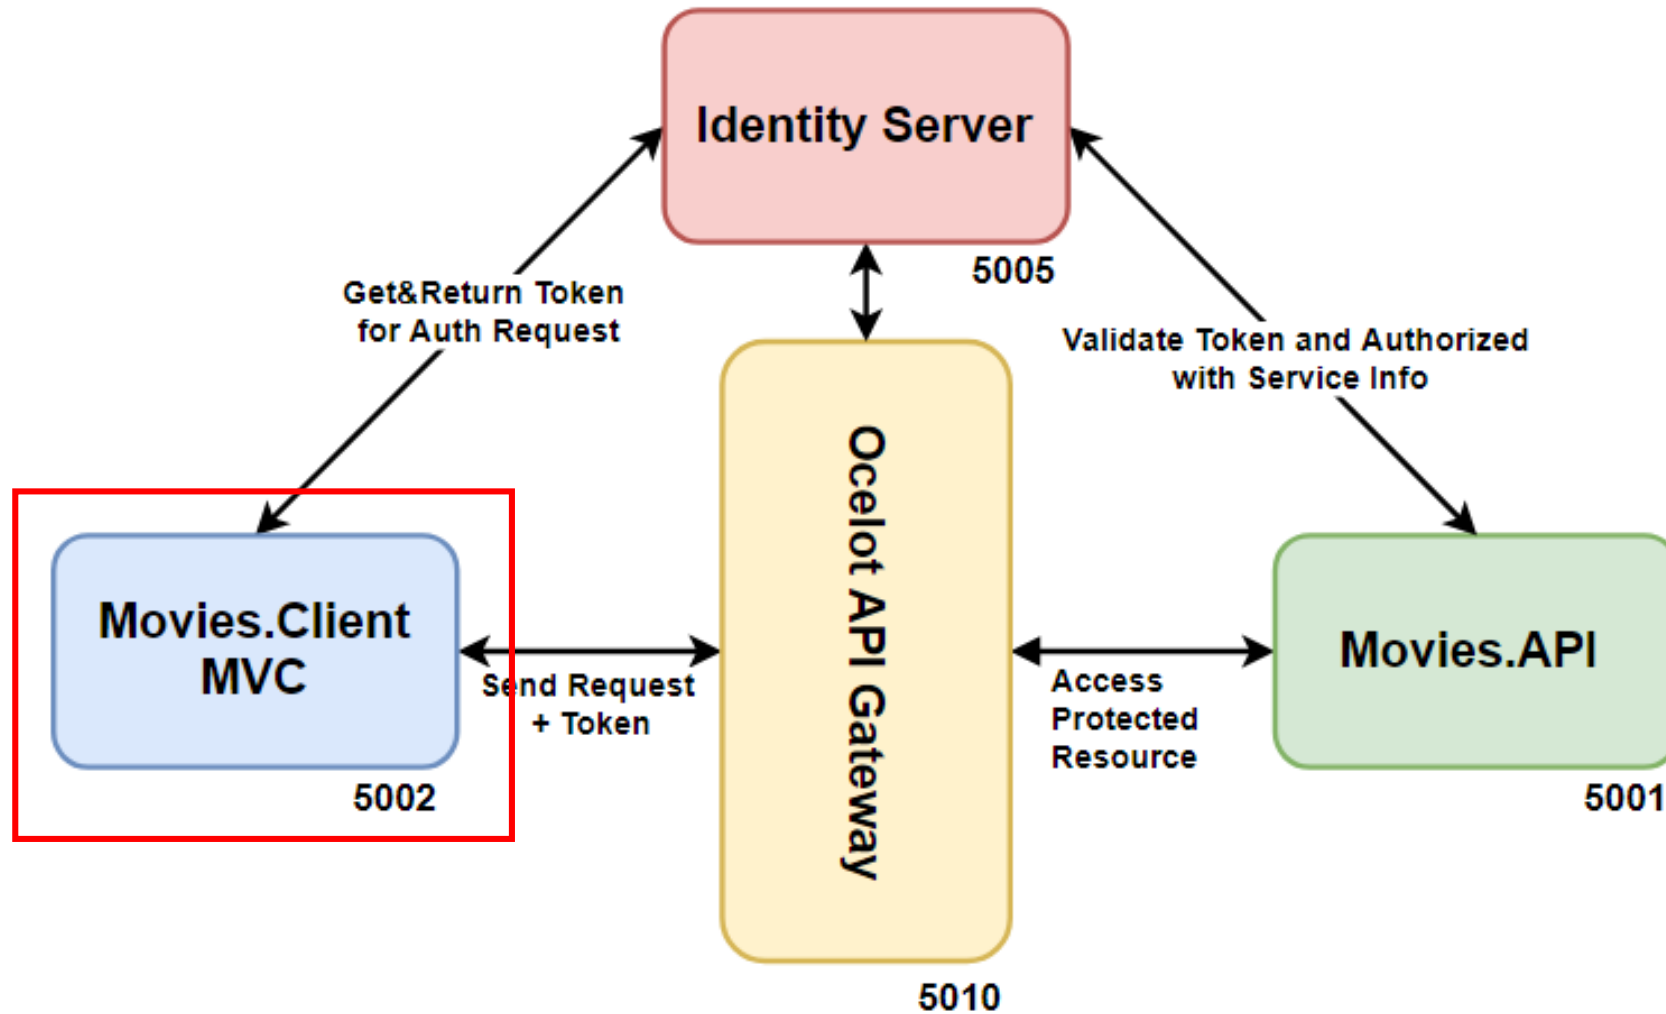 Identity Server
5005
Get&Return Token
for Auth Request
Validate Token and Authorized
with Service Info
Ocelot API Gateway
5010
Movies.Client
MVC
5002
Send Request
+ Token
Access
Protected
Resource
Movies.API
5001